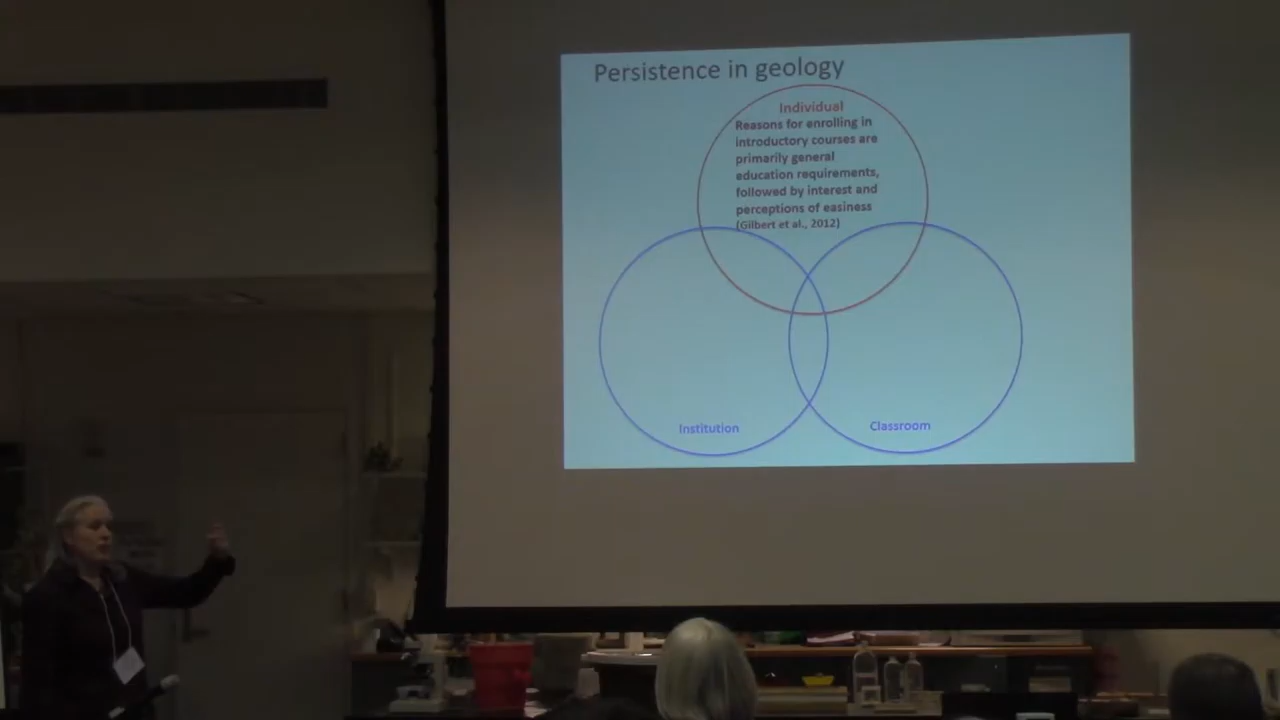 Persistence in geology
Individual
Reasons for enrolling in
introductory courses are
primarily general
education requirements,
followed by interest and
perceptions of easiness
(Gilbert et al., 2012)
Institution
Classroom